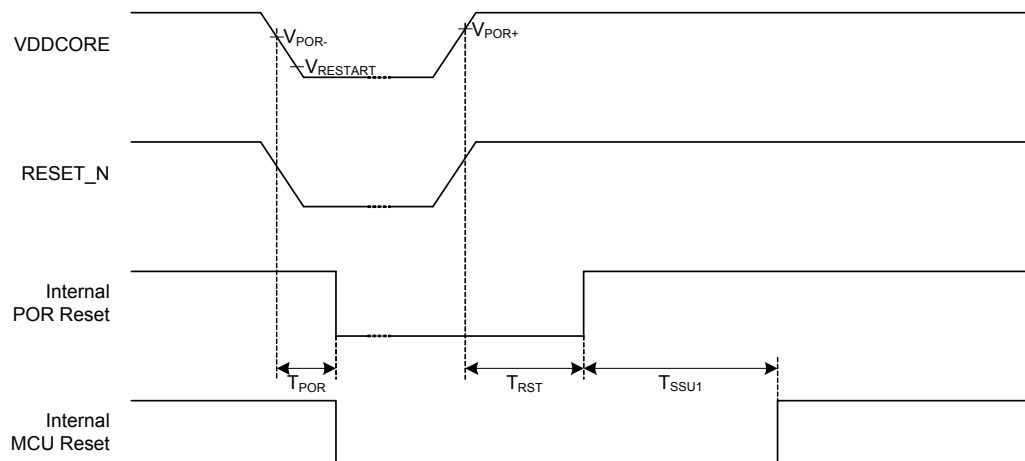 VDDCORE
VPOR-
VRESTART
VPOR+
RESET_N
Internal
POR Reset
TPOR
TRST
TSSU1
Internal
MCU Reset